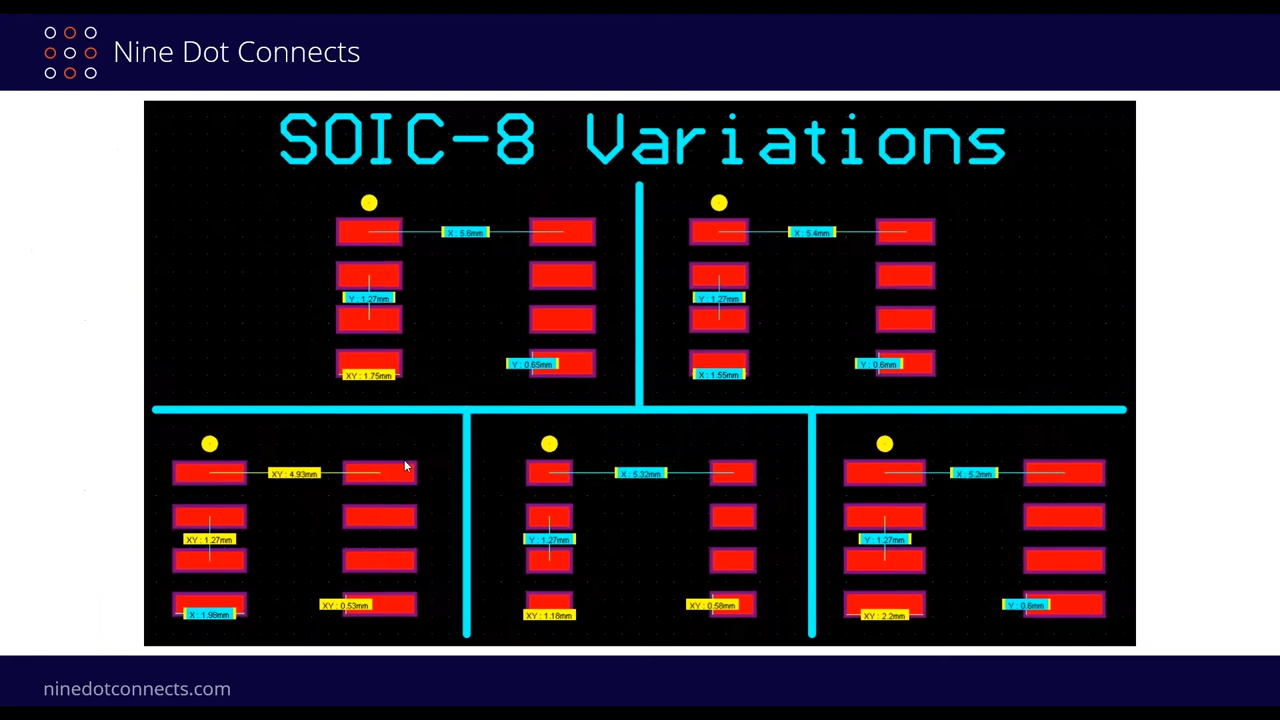 Nine Dot Connects
SOIC-8 Variations
X : 5.6mm
X : 5.4mm
Y : 1.27mm
Y : 1.27mm
Y : 0.65mm
Y : 0.6mm
XY : 1.75mm
X : 1.55mm
XY : 4.93mm
X : 5.32mm
X : 5.2mm
XY : 1.27mm
Y : 1.27mm
Y : 1.27mm
XY : 0.53mm
XY : 0.58mm
Y : 0.6mm
X : 1.98mm
XY : 1.18mm
XY : 2.2mm
ninedotconnects.com